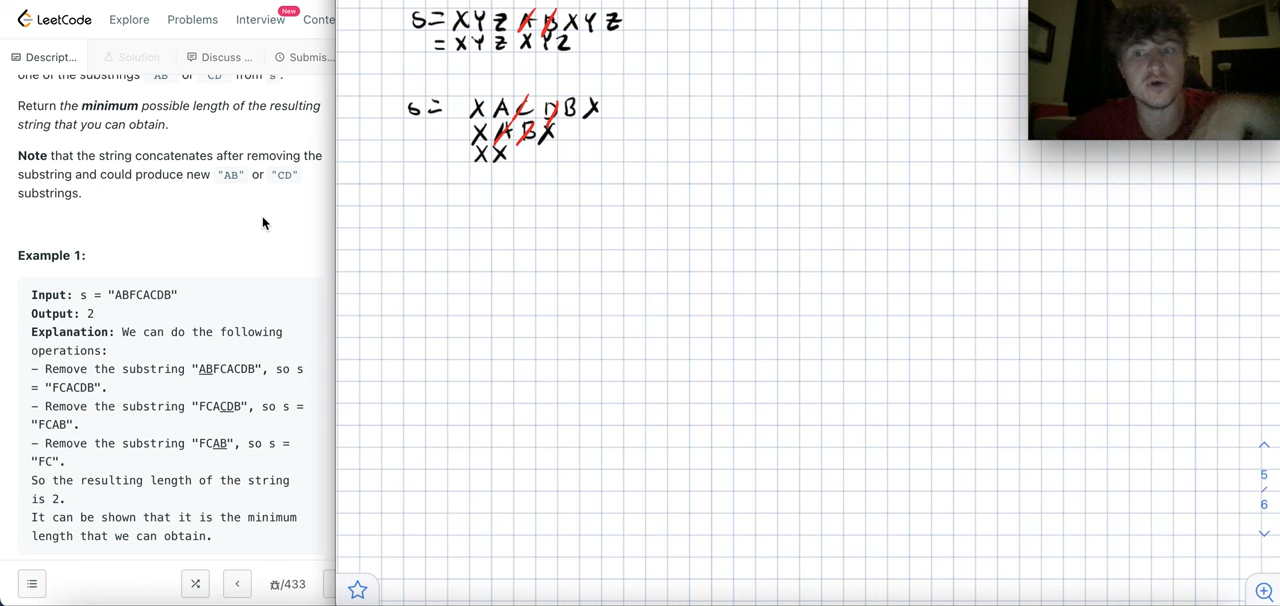 LeetCode Explore Problems Interview New Conte
Descript... Solution Discuss ... Submis...
one of the substrings "AB" or "CD" from s.
Return the minimum possible length of the resulting
string that you can obtain.
Note that the string concatenates after removing the
substring and could produce new "AB" or "CD"
substrings.
Example 1:
Input: s = "ABFCACDB"
Output: 2
Explanation: We can do the following
operations:
- Remove the substring "ABFCACDB", so s
= "FCACDB".
- Remove the substring "FCACDB", so s =
"FCAB".
- Remove the substring "FCAB", so s =
"FC".
So the resulting length of the string
is 2.
It can be shown that it is the minimum
length that we can obtain.
/433
S = X Y Z A B X Y Z
= X Y Z X Y Z
s = X A C D B X
X A B X
X X
5
/
6